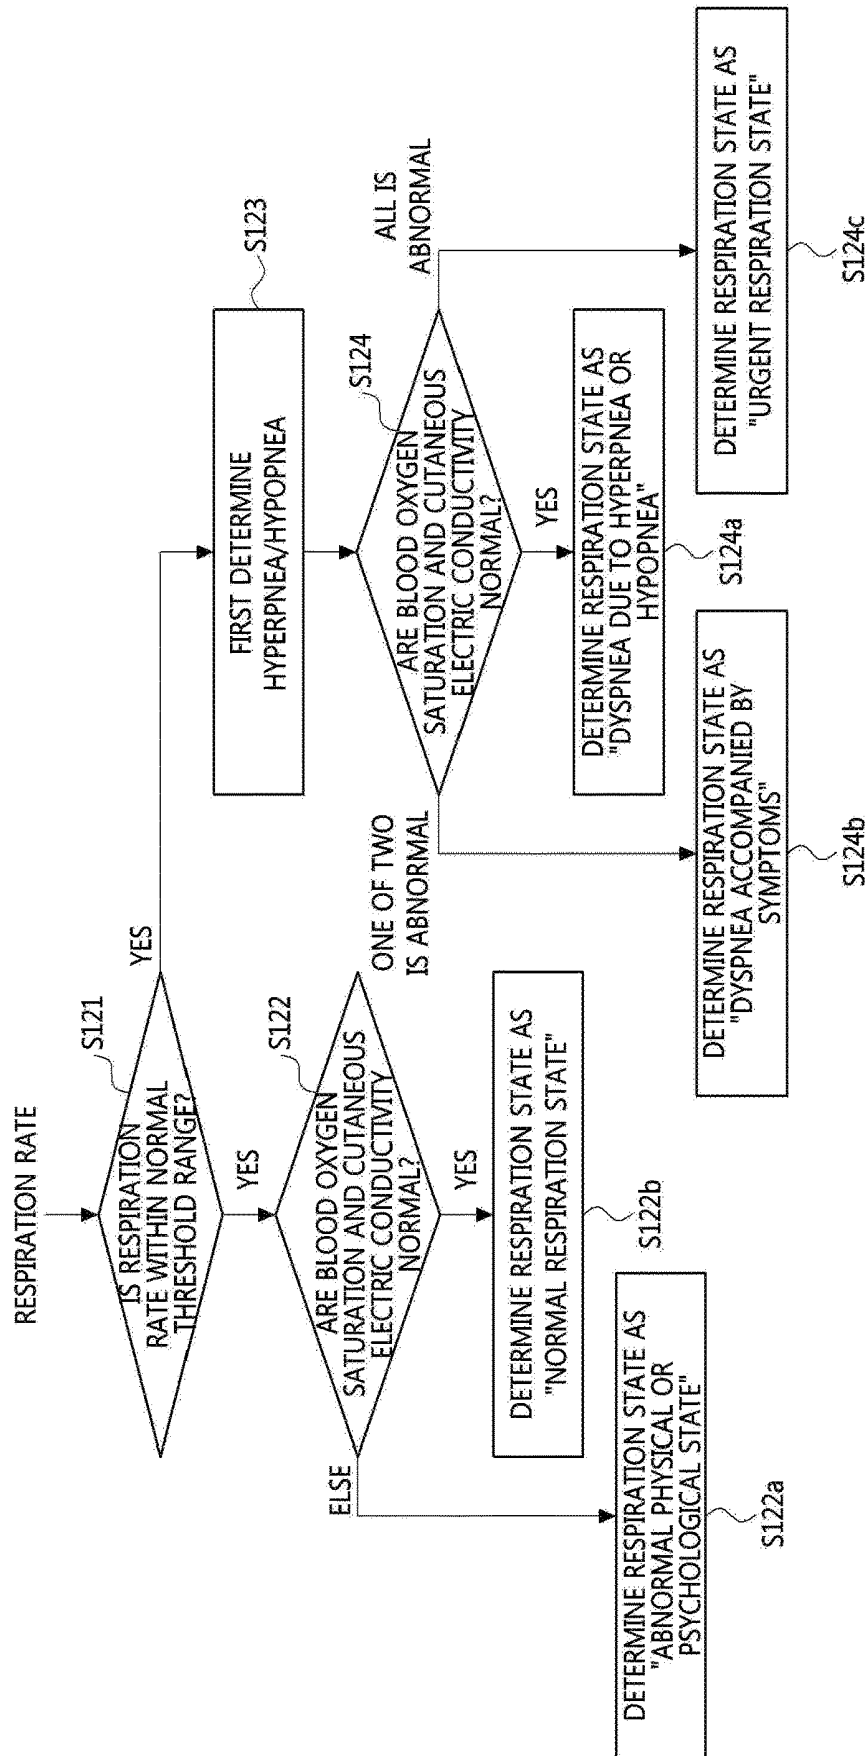 RESPIRATION RATE
S121
IS RESPIRATION
RATE WITHIN NORMAL
THRESHOLD RANGE?
YES
YES
S122
ARE BLOOD OXYGEN
SATURATION AND CUTANEOUS
ELECTRIC CONDUCTIVITY
NORMAL?
ELSE
YES
DETERMINE RESPIRATION STATE AS
"ABNORMAL PHYSICAL OR
PSYCHOLOGICAL STATE"
S122a
DETERMINE RESPIRATION STATE AS
"NORMAL RESPIRATION STATE"
S122b
S123
FIRST DETERMINE
HYPERPNEA/HYPOPNEA
S124
ARE BLOOD OXYGEN
SATURATION AND CUTANEOUS
ELECTRIC CONDUCTIVITY
NORMAL?
ONE OF TWO
IS ABNORMAL
YES
ALL IS
ABNORMAL
DETERMINE RESPIRATION STATE AS
"DYSPNEA DUE TO HYPERPNEA OR
HYPOPNEA"
S124a
DETERMINE RESPIRATION STATE AS
"DYSPNEA ACCOMPANIED BY
SYMPTOMS"
S124b
DETERMINE RESPIRATION STATE AS
"URGENT RESPIRATION STATE"
S124c